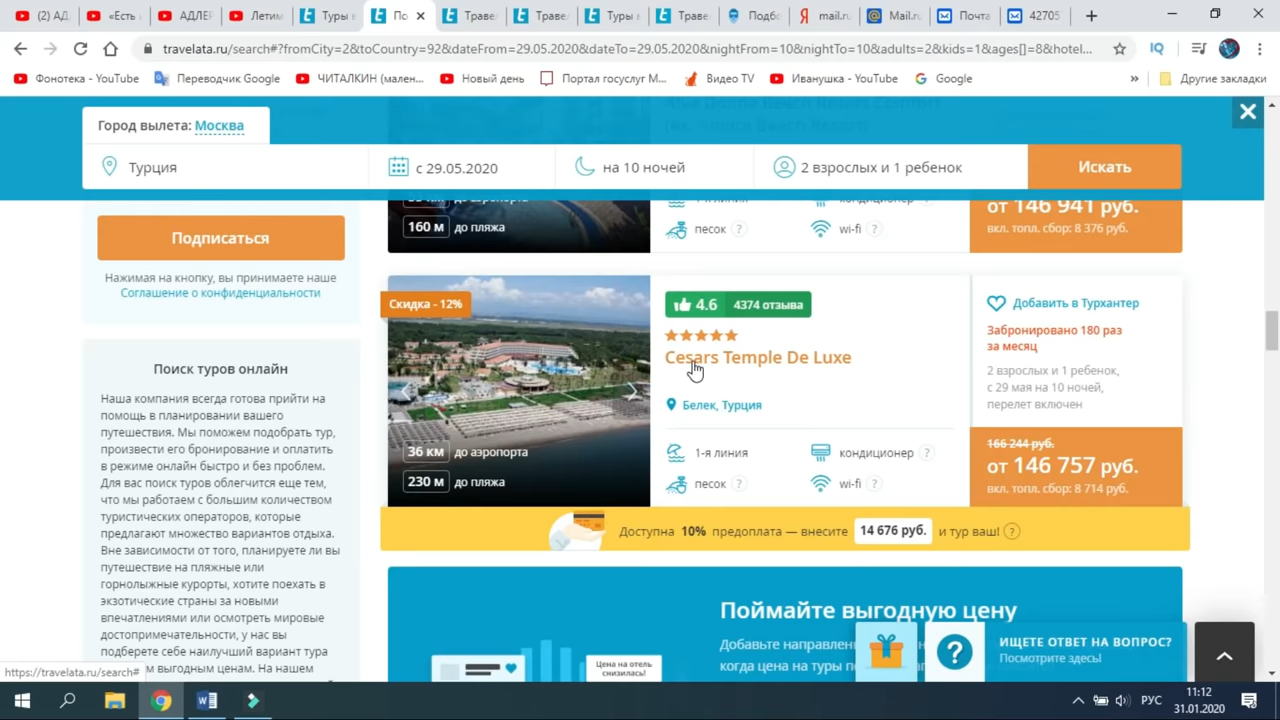 (2) АД
«Есть
АДЛЕР
Летим
Туры в
По
Траве
Траве
Туры в
Траве
Подбо
mail.ru
Mail.ru
Почта
42705
travelata.ru/search#?fromCity=2&toCountry=92&dateFrom=29.05.2020&dateTo=29.05.2020&nightFrom=10&nightTo=10&adults=2&kids=1&ages[]=8&hotel...
IQ
Фонотека - YouTube
Переводчик Google
ЧИТАЛКИН (мален...
Новый день
Портал госуслуг М...
Видео TV
Иванушка - YouTube
Google
»
Другие закладки
Город вылета: Москва
Турция
с 29.05.2020
на 10 ночей
2 взрослых и 1 ребенок
Искать
до аэропорта
160 м до пляжа
1-я линия
кондиционер
песок ?
wi-fi ?
от 146 941 руб.
вкл. топл. сбор: 8 376 руб.
Подписаться
Нажимая на кнопку, вы принимаете наше
Соглашение о конфиденциальности
Скидка - 12%
36 км до аэропорта
230 м до пляжа
4.6 4374 отзыва
Cesars Temple De Luxe
Белек, Турция
1-я линия
кондиционер ?
песок ?
wi-fi ?
Добавить в Турхантер
Забронировано 180 раз
за месяц
2 взрослых и 1 ребенок,
с 29 мая на 10 ночей,
перелет включен
166 244 руб.
от 146 757 руб.
вкл. топл. сбор: 8 714 руб.
Доступна 10% предоплата — внесите 14 676 руб. и тур ваш! ?
Поиск туров онлайн
Наша компания всегда готова прийти на
помощь в планировании вашего
путешествия. Мы поможем подобрать тур,
произвести его бронирование и оплатить
в режиме онлайн быстро и без проблем.
Для вас поиск туров облегчится еще тем,
что мы работаем с большим количеством
туристических операторов, которые
предлагают множество вариантов отдыха.
Вне зависимости от того, планируете ли вы
путешествие на пляжные или
горнолыжные курорты, хотите поехать в
экзотические страны за новыми
впечатлениями или осмотреть мировые
достопримечательности, у нас вы
подберете себе наилучший вариант тура
м выгодным ценам. На нашем
Поймайте выгодную цену
Добавьте направлен
когда цена на туры п
Цена на отель
снизилась!
?
ИЩЕТЕ ОТВЕТ НА ВОПРОС?
Посмотрите здесь!
https://travelata.ru/search#
РУС
11:12
31.01.2020